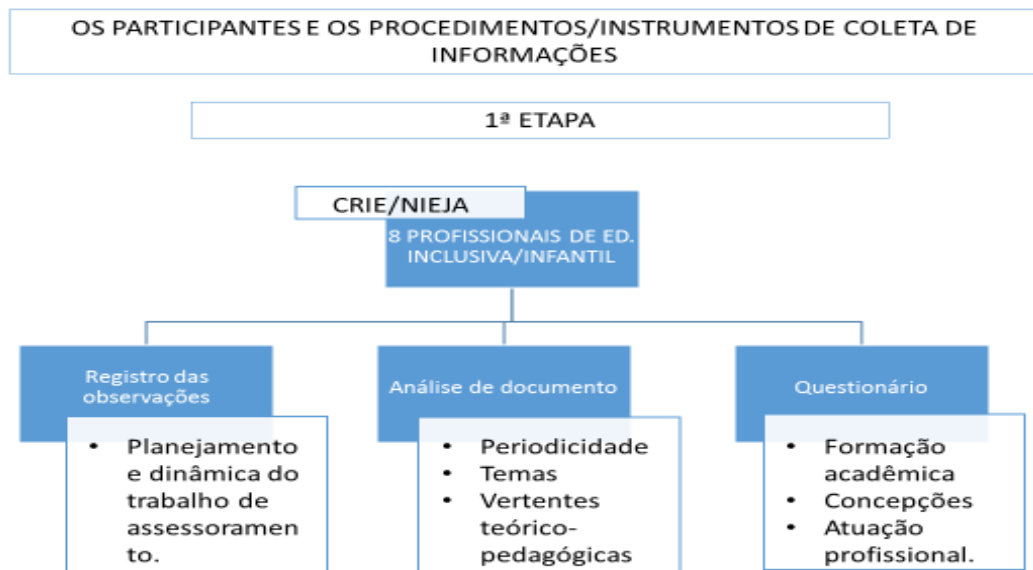 OS PARTICIPANTES E OS PROCEDIMENTOS/INSTRUMENTOS DE COLETA DE
INFORMAÇÕES
1ª ETAPA
CRIE/NIEJA
8 PROFISSIONAIS DE ED.
INCLUSIVA/INFANTIL
Registro das
observações
• Planejamento
e dinâmica do
trabalho de
assessoramen
to.
Análise de documento
• Periodicidade
• Temas
• Vertentes
teórico-
pedagógicas
Questionário
• Formação
acadêmica
• Concepções
• Atuação
profissional.